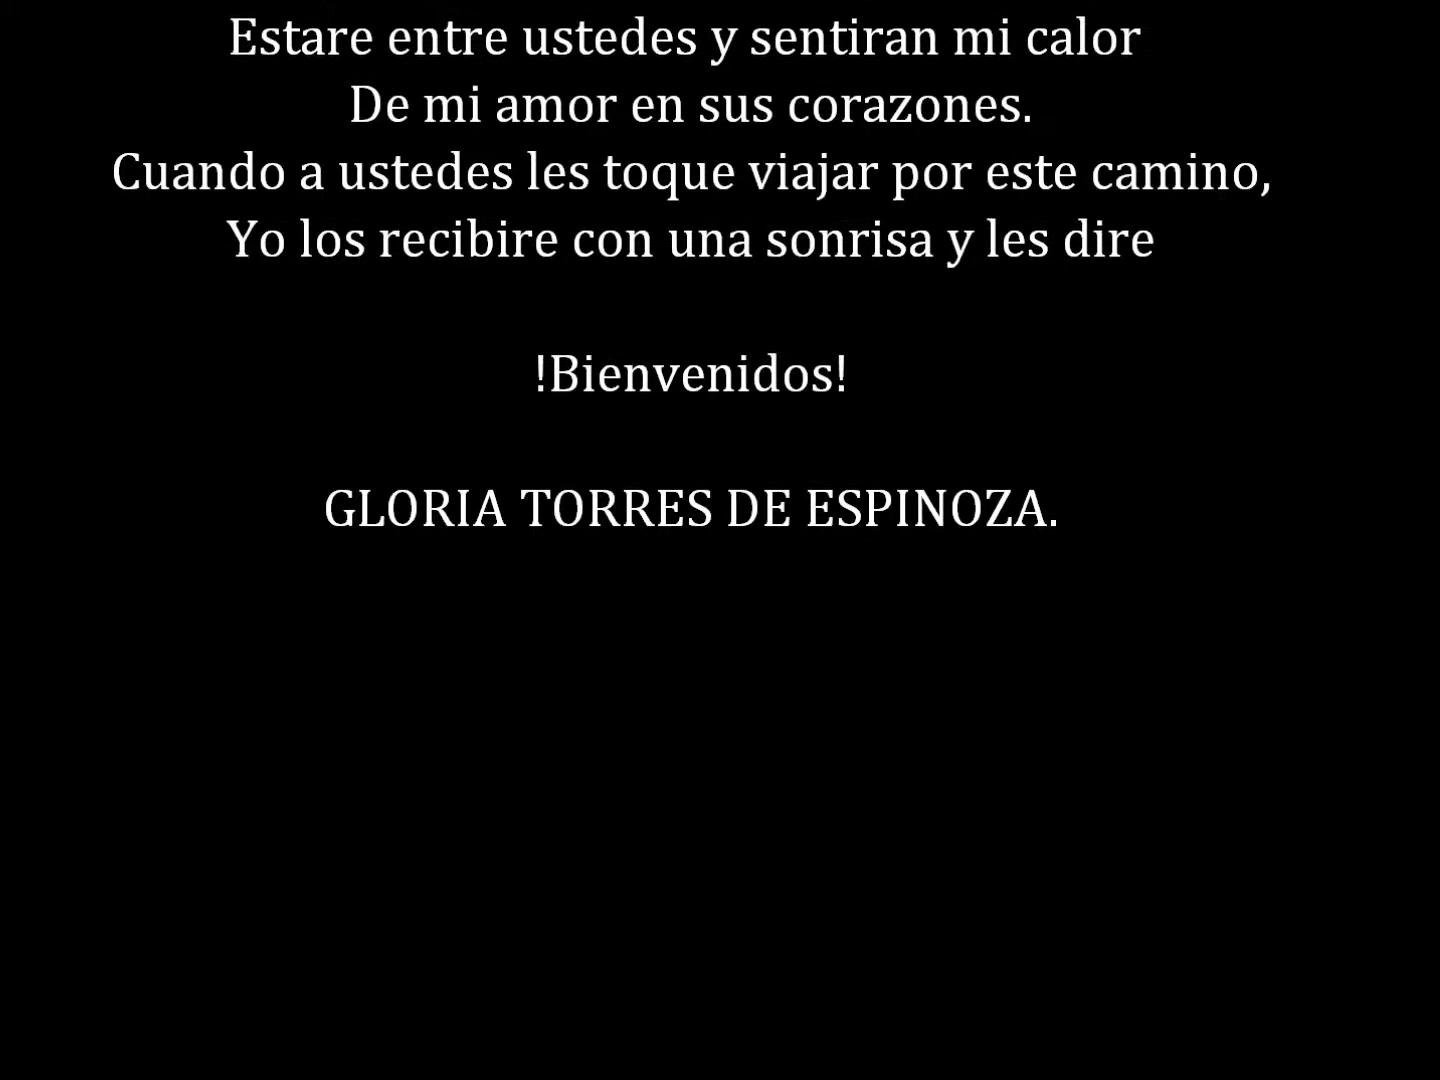 Estare entre ustedes y sentiran mi calor
De mi amor en sus corazones.
Cuando a ustedes les toque viajar por este camino,
Yo los recibire con una sonrisa y les dire
!Bienvenidos!
GLORIA TORRES DE ESPINOZA.